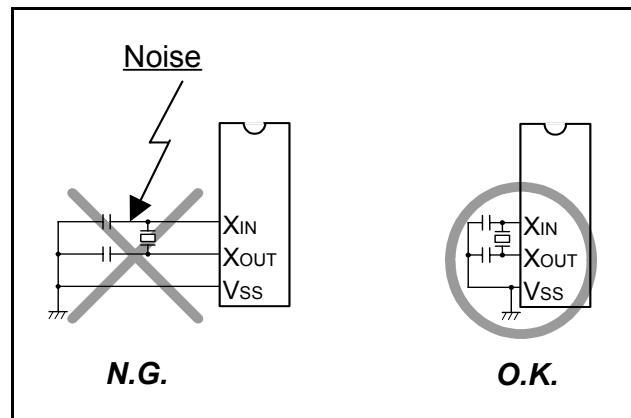 Noise
XIN
XOUT
VSS
N.G.
XIN
XOUT
VSS
O.K.